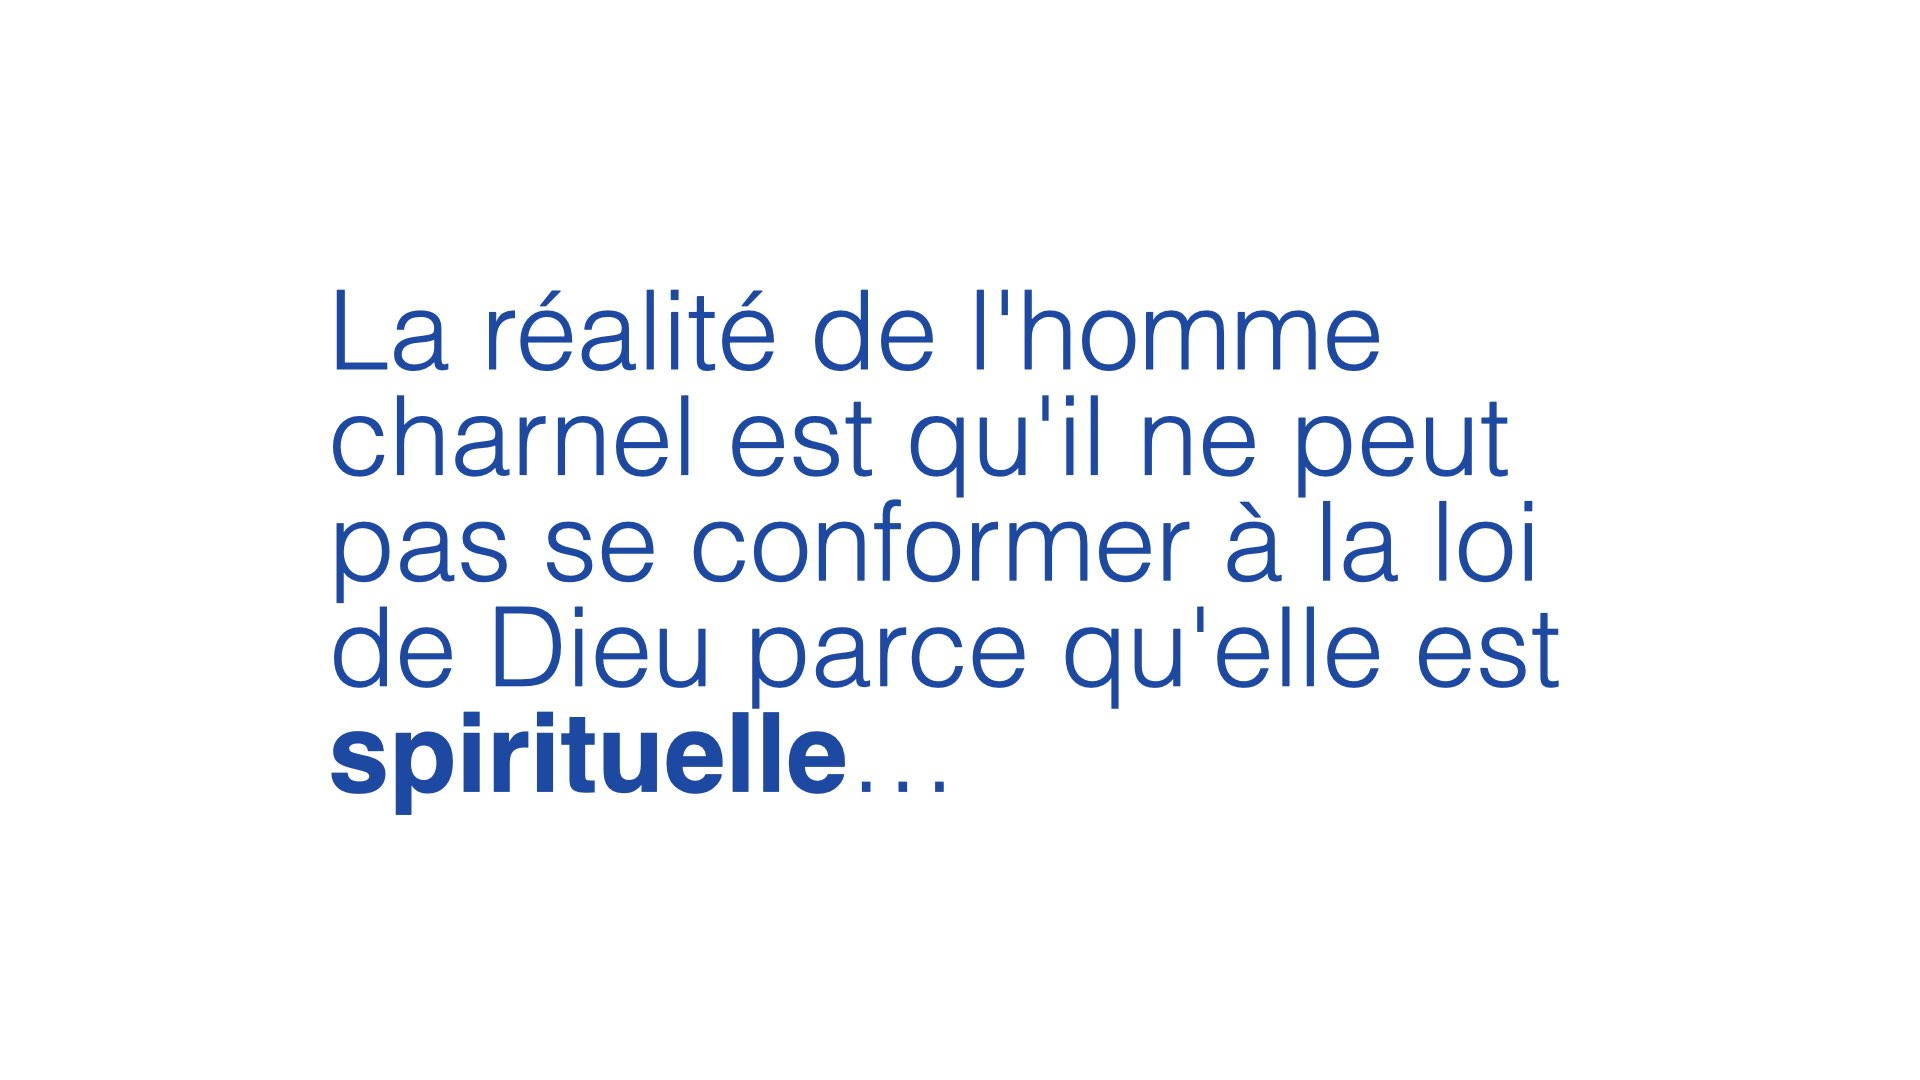 La réalité de l'homme
charnel est qu'il ne peut
pas se conformer à la loi
de Dieu parce qu'elle est
spirituelle…